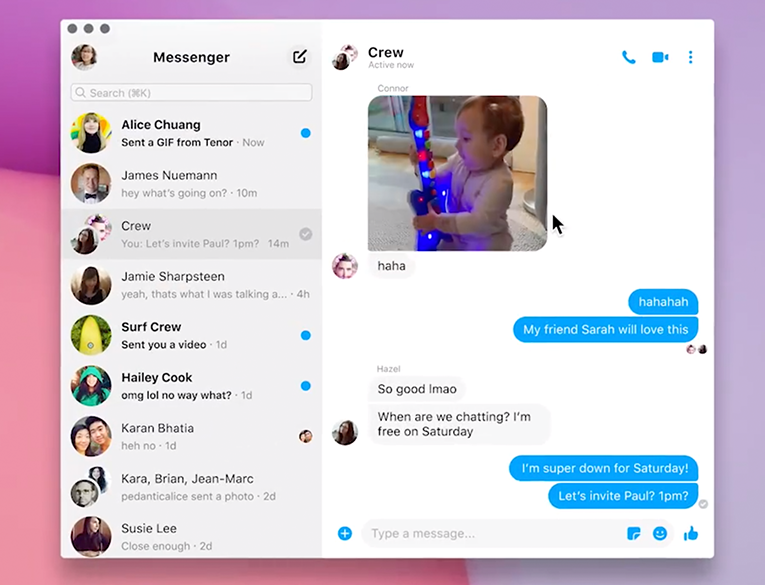 Messenger
Search (⌘K)
Alice Chuang
Sent a GIF from Tenor · Now
James Nuemann
hey what's going on? · 10m
Crew
You: Let's invite Paul? 1pm? 14m
Jamie Sharpsteen
yeah, thats what I was talking a... · 4h
Surf Crew
Sent you a video · 1d
Hailey Cook
omg lol no way what? · 1d
Karan Bhatia
heh no · 1d
Kara, Brian, Jean-Marc
pedanticalice sent a photo · 2d
Susie Lee
Close enough · 2d
Crew
Active now
Connor
haha
hahahah
My friend Sarah will love this
Hazel
So good lmao
When are we chatting? I'm
free on Saturday
I'm super down for Saturday!
Let's invite Paul? 1pm?
Type a message...